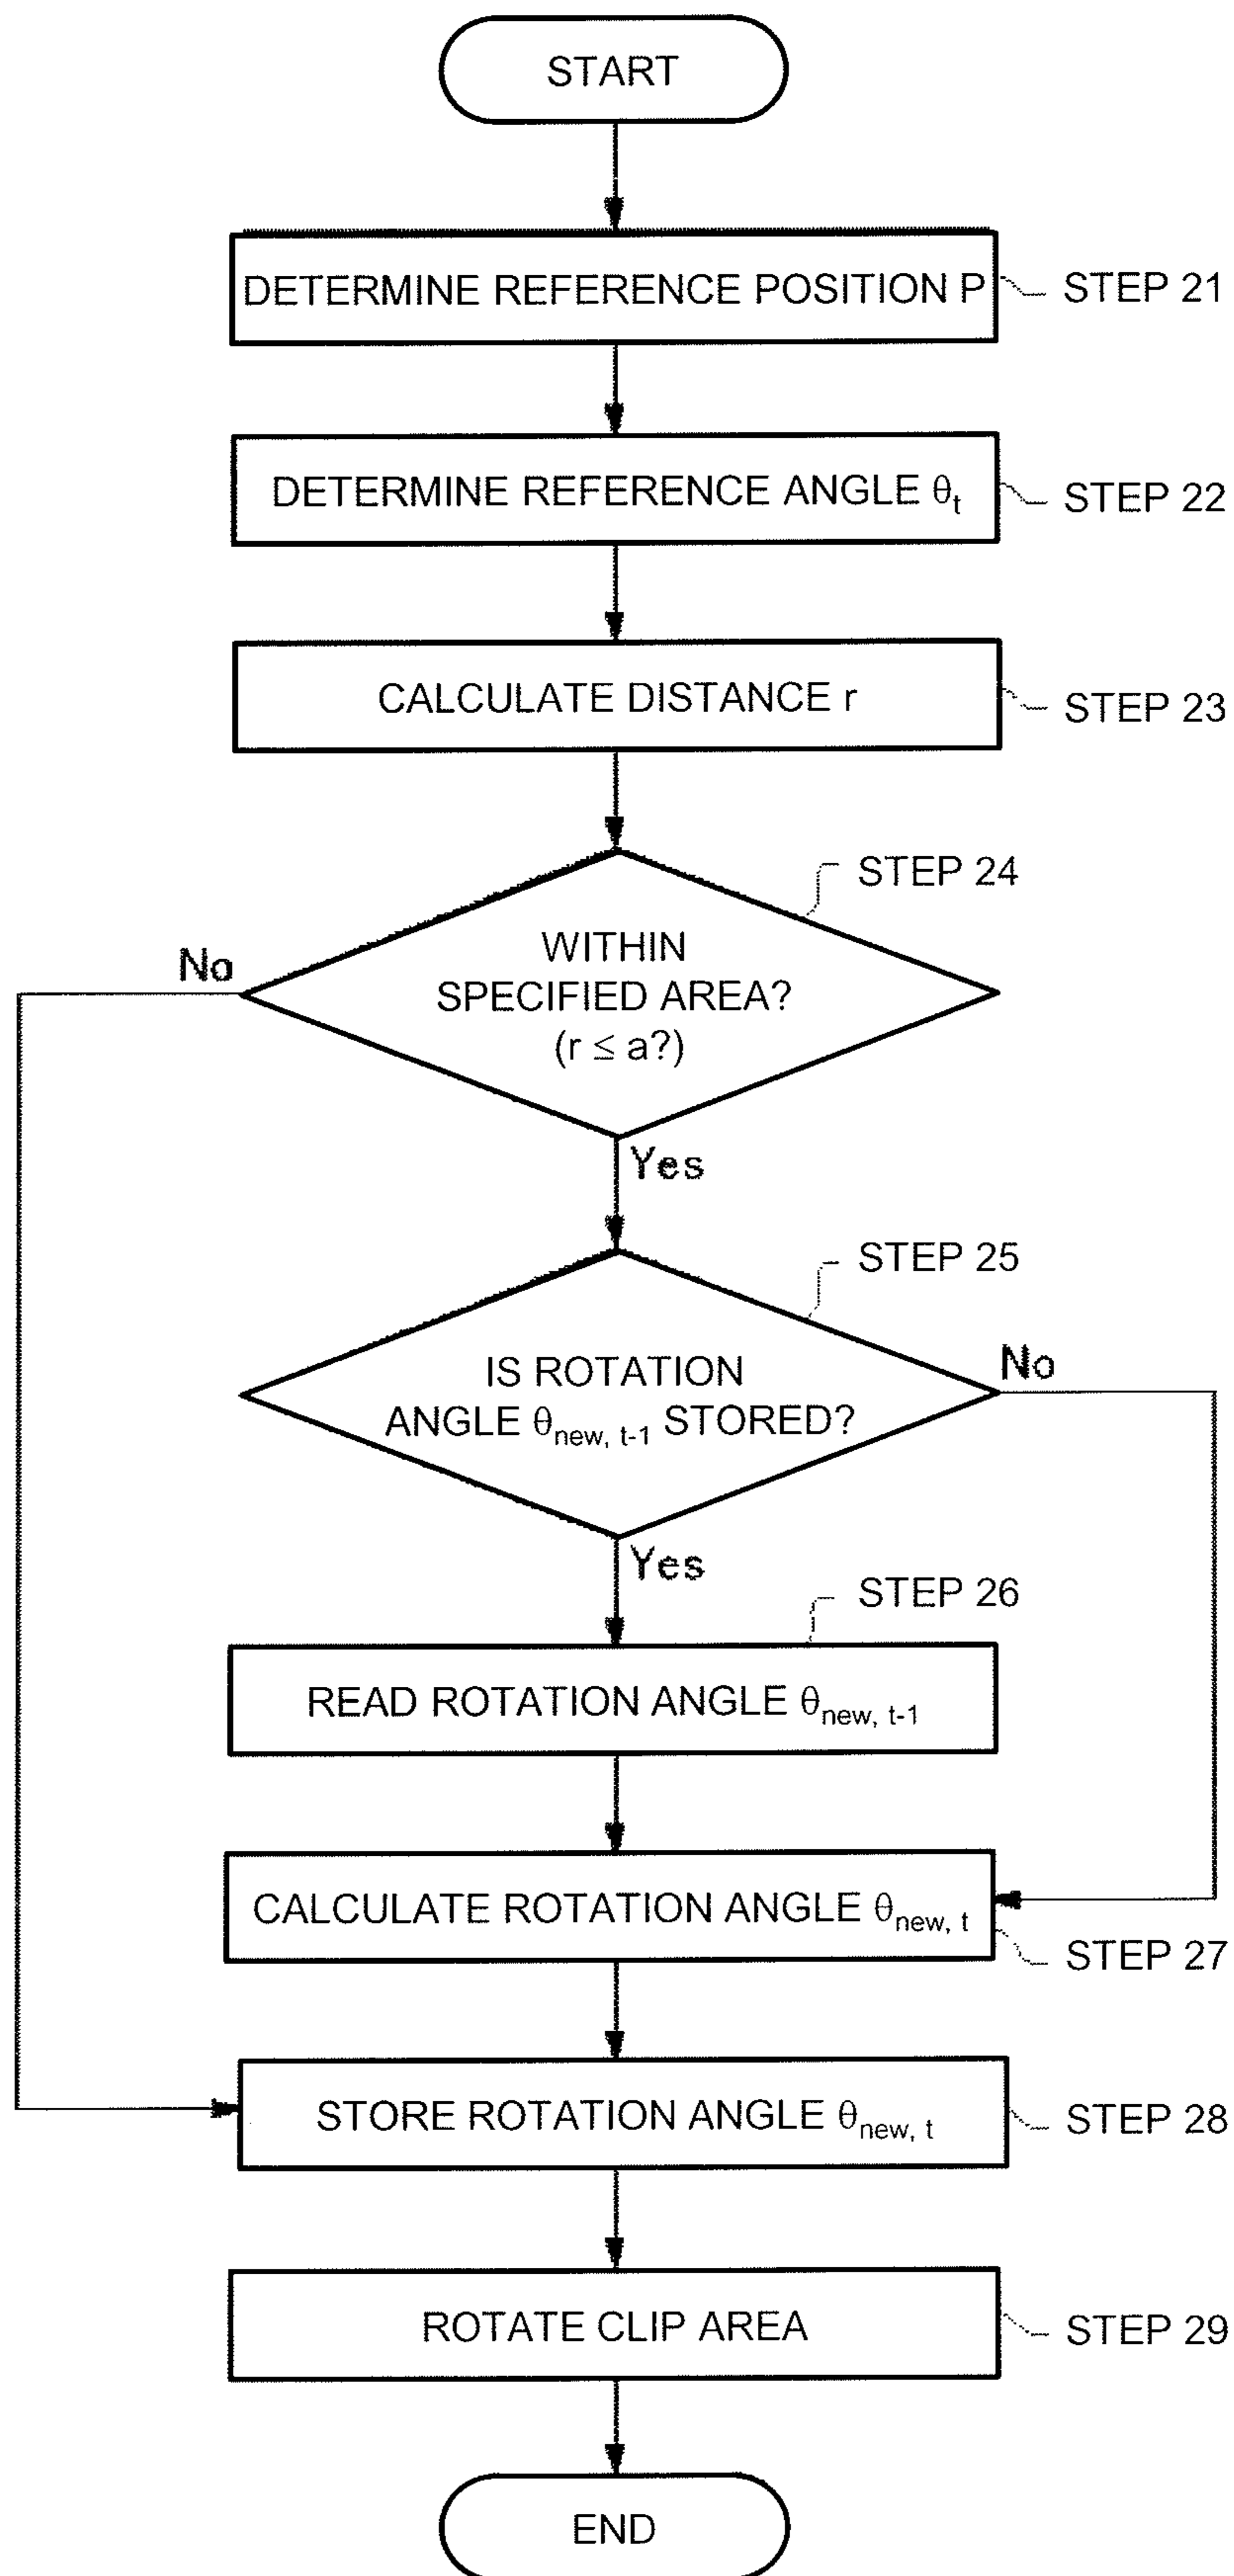 START
DETERMINE REFERENCE POSITION P
STEP 21
DETERMINE REFERENCE ANGLE θt
STEP 22
CALCULATE DISTANCE r
STEP 23
STEP 24
WITHIN
No
SPECIFIED AREA?
(r ≤ a?)
Yes
STEP 25
IS ROTATION
No
ANGLE θnew, t-1 STORED?
Yes
STEP 26
READ ROTATION ANGLE θnew, t-1
CALCULATE ROTATION ANGLE θnew, t
STEP 27
STORE ROTATION ANGLE θnew, t
STEP 28
ROTATE CLIP AREA
STEP 29
END